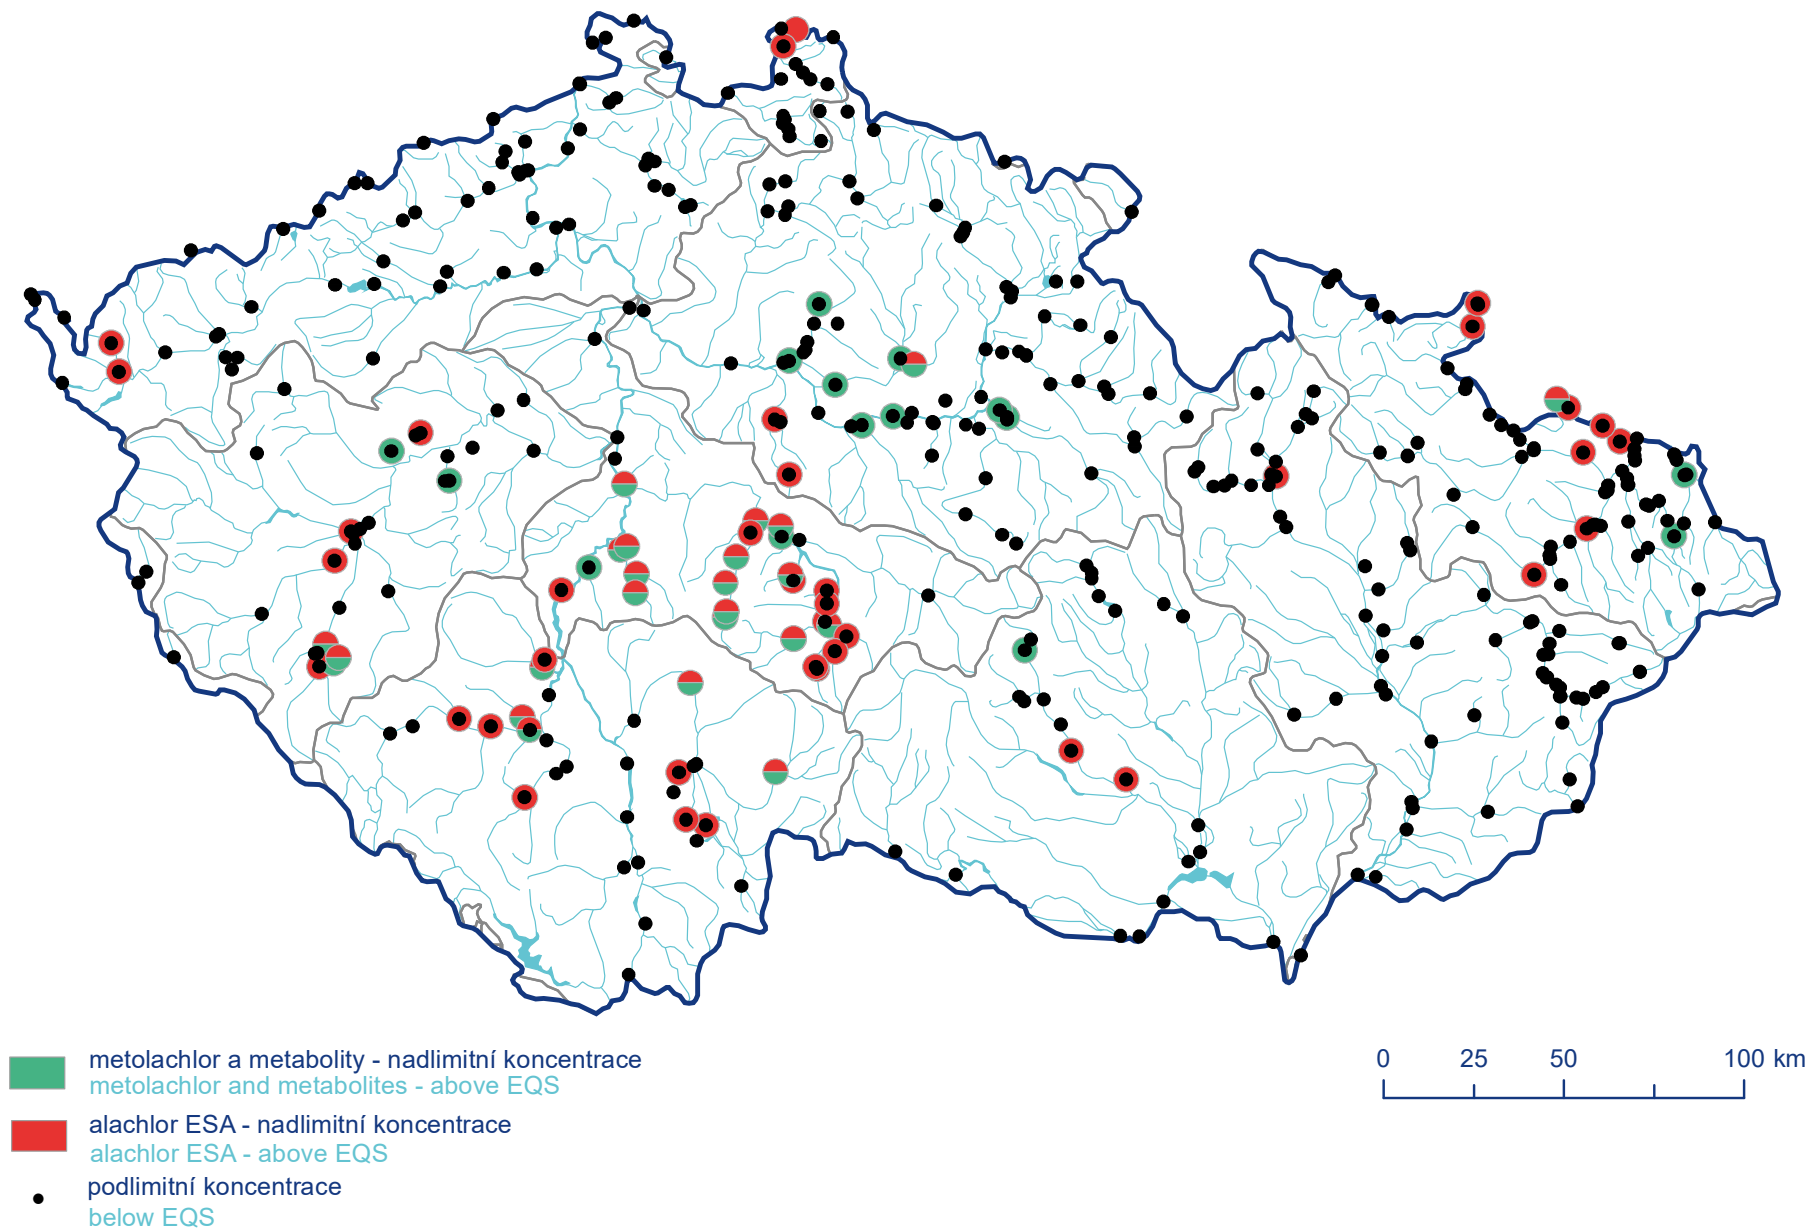 metolachlor a metabolity - nadlimitní koncentrace
metolachlor and metabolites - above EQS
alachlor ESA - nadlimitní koncentrace
alachlor ESA - above EQS
podlimitní koncentrace
below EQS
0 25 50 100 km